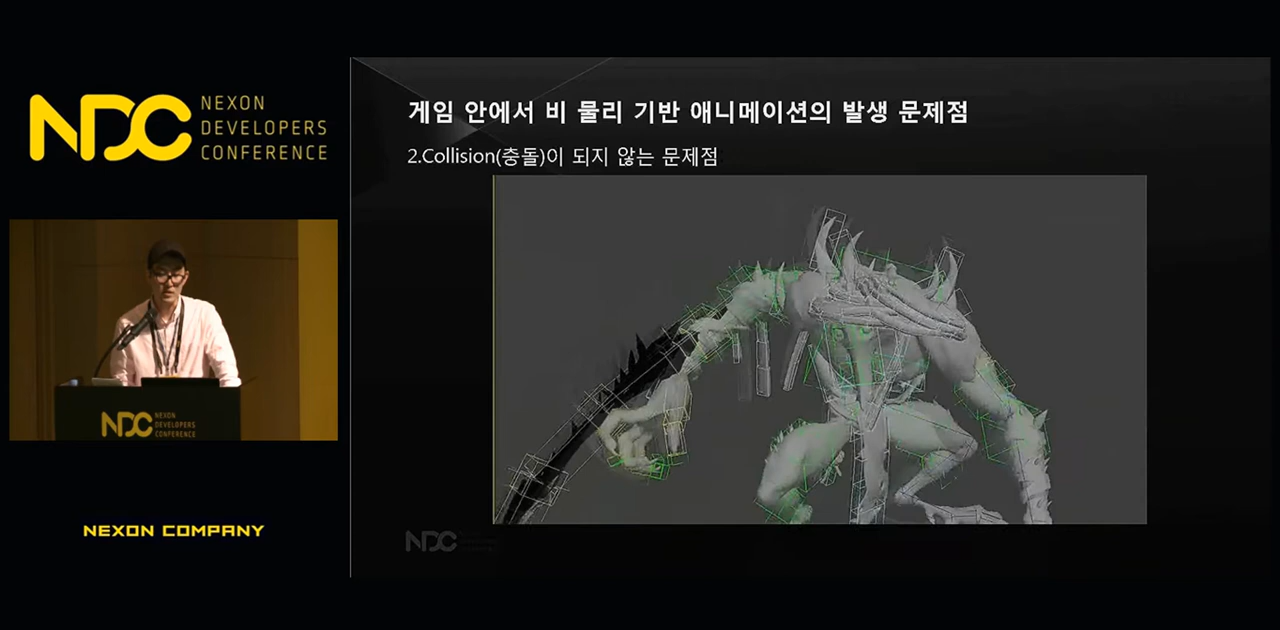 NDC
NEXON
DEVELOPERS
CONFERENCE
게임 안에서 비 물리 기반 애니메이션의 발생 문제점
2.Collision(충돌)이 되지 않는 문제점
NDC
NEXON
DEVELOPERS
CONFERENCE
NEXON COMPANY
NDC